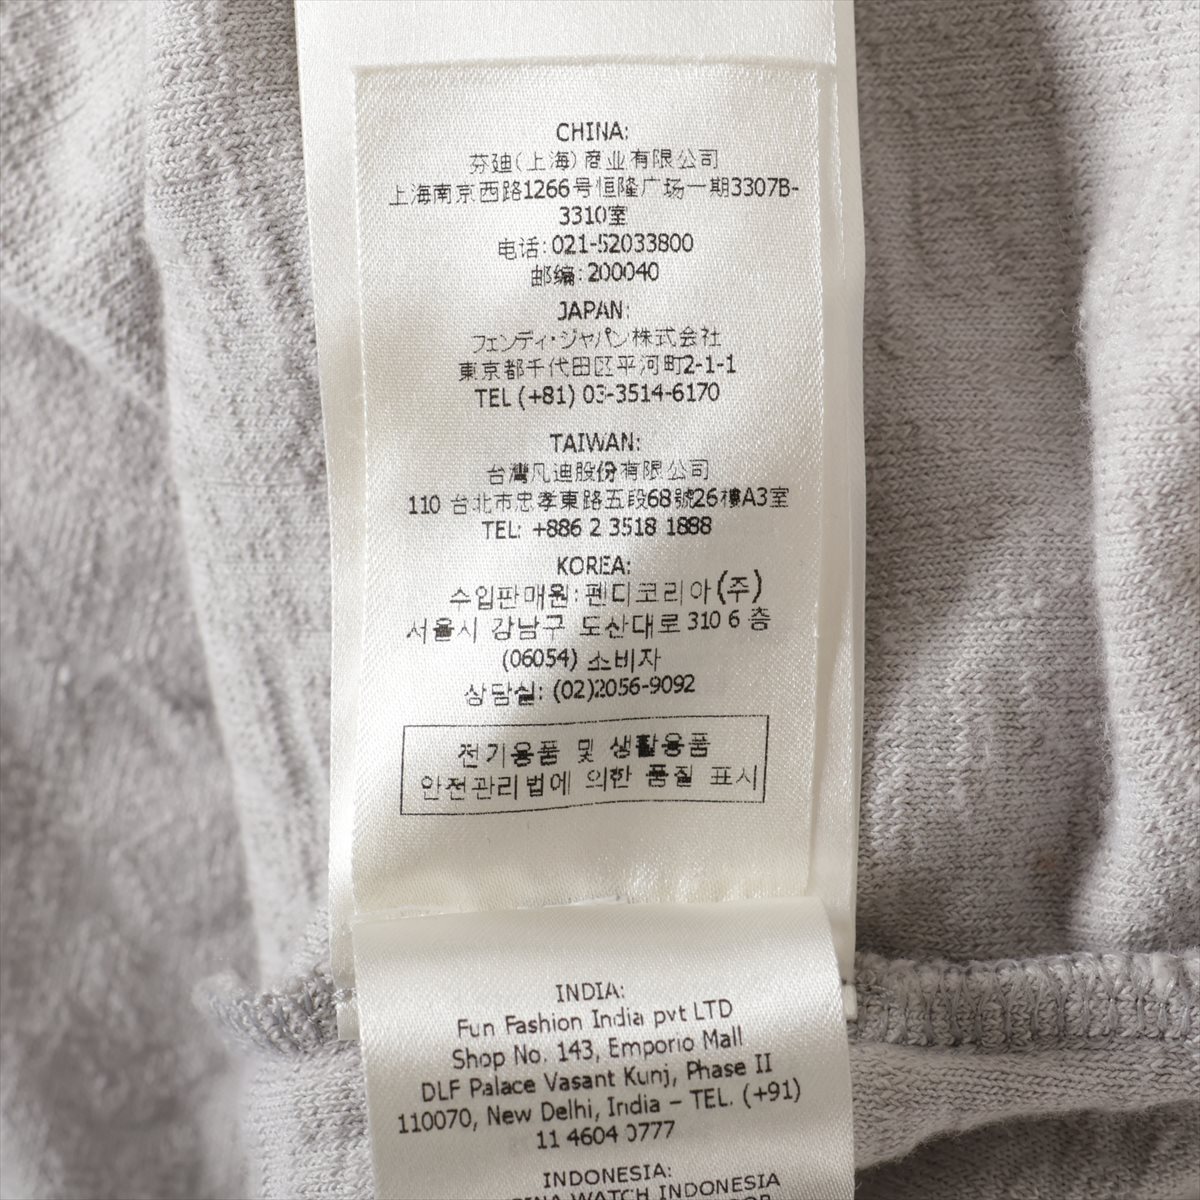 CHINA:
芬廸(上海)商业有限公司
上海南京西路1266号恒隆广场一期3307B-
3310室
电话:021-52033800
邮编:200040
JAPAN:
フェンディ・ジャパン株式会社
東京都千代田区平河町2-1-1
TEL (+81) 03-3514-6170
TAIWAN:
台灣凡迪股份有限公司
110 台北市忠孝東路五段68號26樓A3室
TEL: +886 2 3518 1888
KOREA:
수입판매원:펜디코리아(주)
서울시 강남구 도산대로 310 6 층
(06054) 소비자
상담실: (02)2056-9092
전기용품 및 생활용품
안전관리법에 의한 품질 표시
INDIA:
Fun Fashion India pvt LTD
Shop No. 143, Emporio Mall
DLF Palace Vasant Kunj, Phase II
110070, New Delhi, India – TEL. (+91)
11 4604 0777
INDONESIA:
WATCH INDONESIA